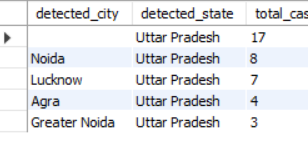 detected_city detected_state total_cas
Uttar Pradesh 17
Noida Uttar Pradesh 8
Lucknow Uttar Pradesh 7
Agra Uttar Pradesh 4
Greater Noida Uttar Pradesh 3